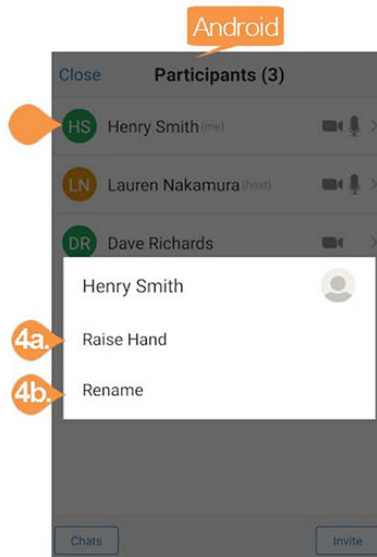 Android
Close Participants (3)
HS Henry Smith (me)
LN Lauren Nakamura (host)
DR Dave Richards
Henry Smith
4a. Raise Hand
4b. Rename
Chats Invite